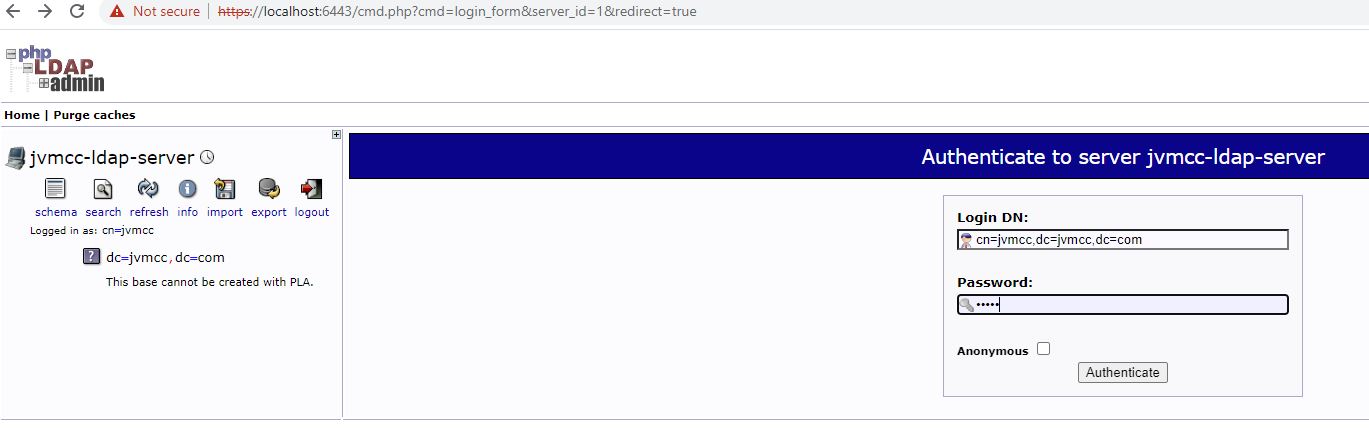 Not secure https://localhost:6443/cmd.php?cmd=login_form&server_id=1&redirect=true
php
LDAP
admin
Home | Purge caches
jvmcc-ldap-server
schema search refresh info import export logout
Logged in as: cn=jvmcc
dc=jvmcc,dc=com
This base cannot be created with PLA.
Authenticate to server jvmcc-ldap-server
Login DN:
cn=jvmcc,dc=jvmcc,dc=com
Password:
•••••
Anonymous
Authenticate